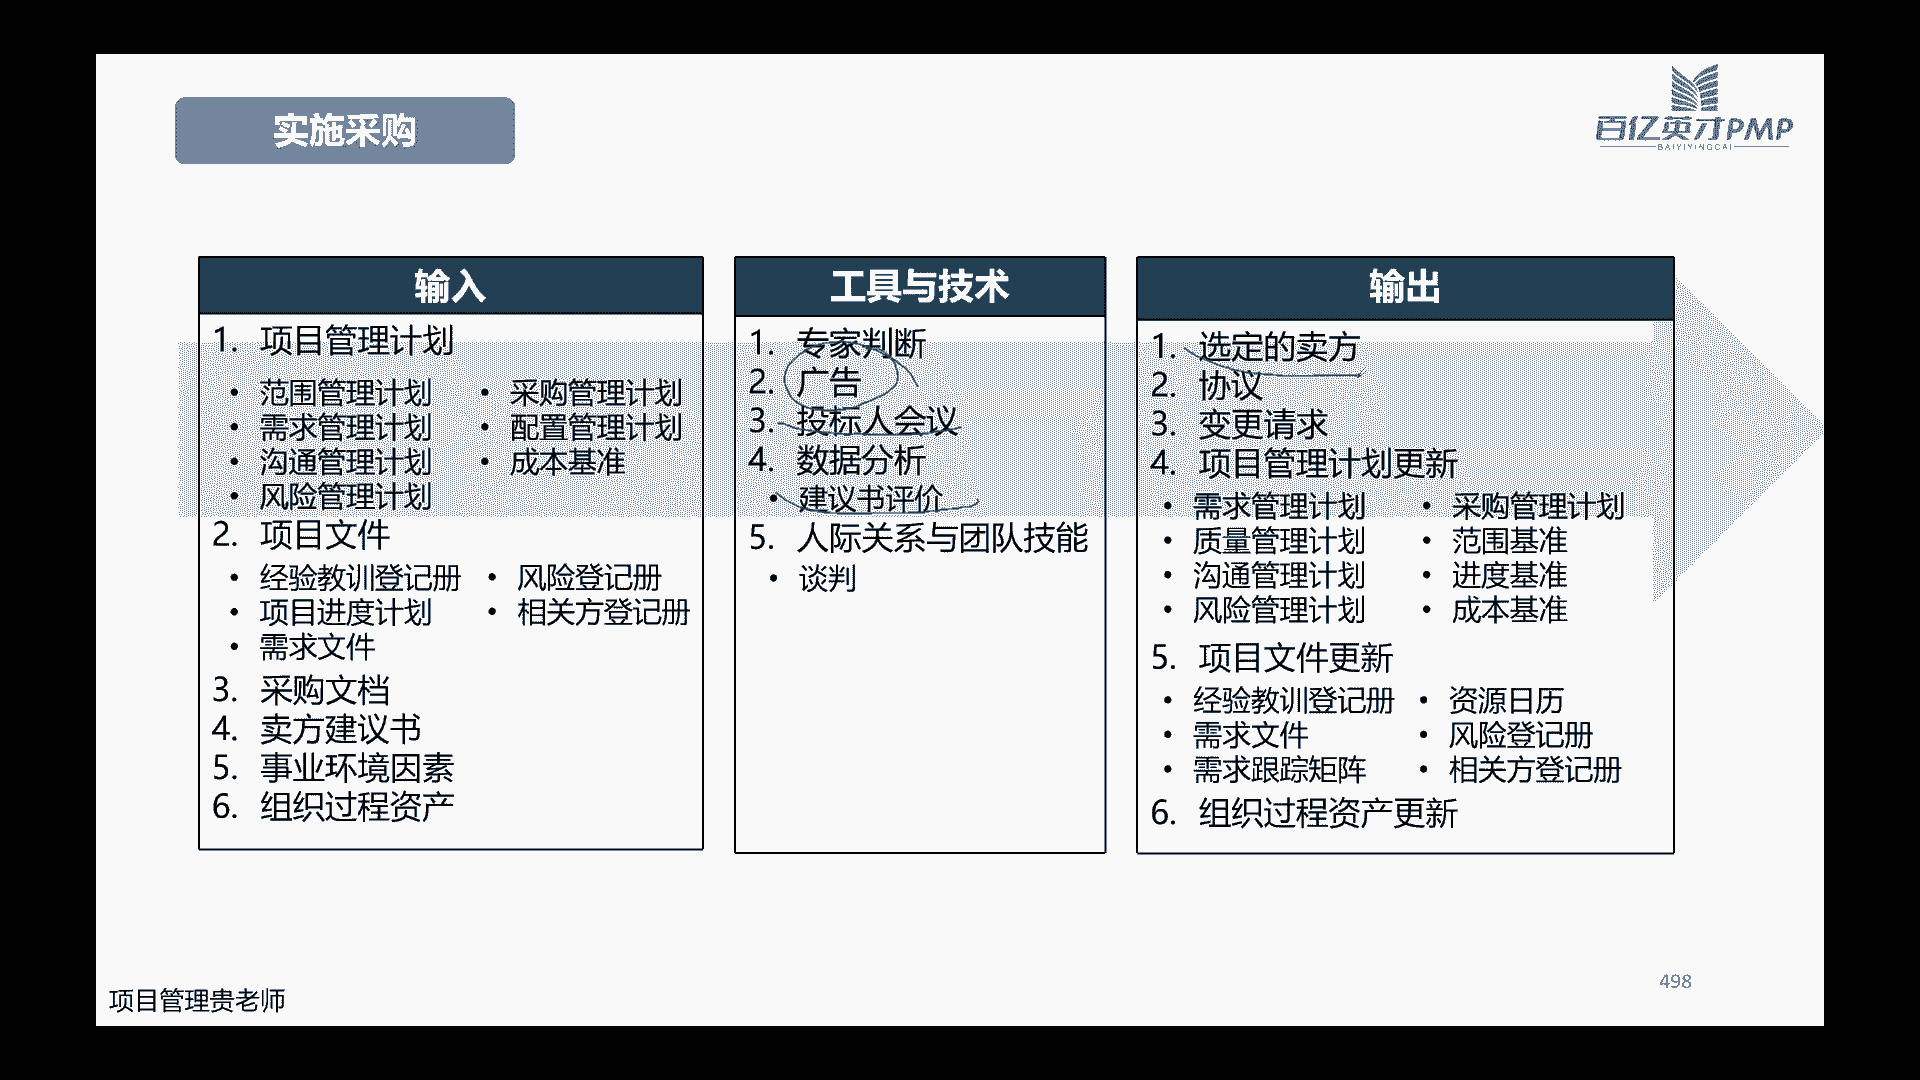 实施采购
百亿英才PMP
BAIYIYINGCAI
输入
1. 项目管理计划
• 范围管理计划 • 采购管理计划
• 需求管理计划 • 配置管理计划
• 沟通管理计划 • 成本基准
• 风险管理计划
2. 项目文件
• 经验教训登记册 • 风险登记册
• 项目进度计划 • 相关方登记册
• 需求文件
3. 采购文档
4. 卖方建议书
5. 事业环境因素
6. 组织过程资产
工具与技术
1. 专家判断
2. 广告
3. 投标人会议
4. 数据分析
• 建议书评价
5. 人际关系与团队技能
• 谈判
输出
1. 选定的卖方
2. 协议
3. 变更请求
4. 项目管理计划更新
• 需求管理计划 • 采购管理计划
• 质量管理计划 • 范围基准
• 沟通管理计划 • 进度基准
• 风险管理计划 • 成本基准
5. 项目文件更新
• 经验教训登记册 • 资源日历
• 需求文件 • 风险登记册
• 需求跟踪矩阵 • 相关方登记册
6. 组织过程资产更新
498
项目管理贵老师